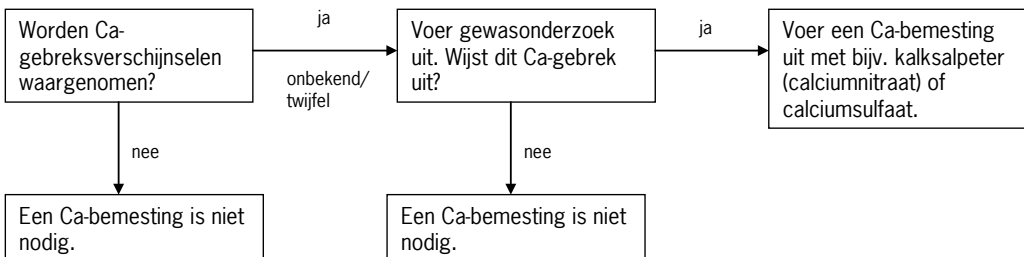 Worden Ca-
gebreksverschijnselen
waargenomen?
ja
onbekend/
twijfel
Voer gewasonderzoek
uit. Wijst dit Ca-gebrek
uit?
ja
Voer een Ca-bemesting
uit met bijv. kalksalpeter
(calciumnitraat) of
calciumsulfaat.
nee
nee
Een Ca-bemesting is niet
nodig.
Een Ca-bemesting is niet
nodig.